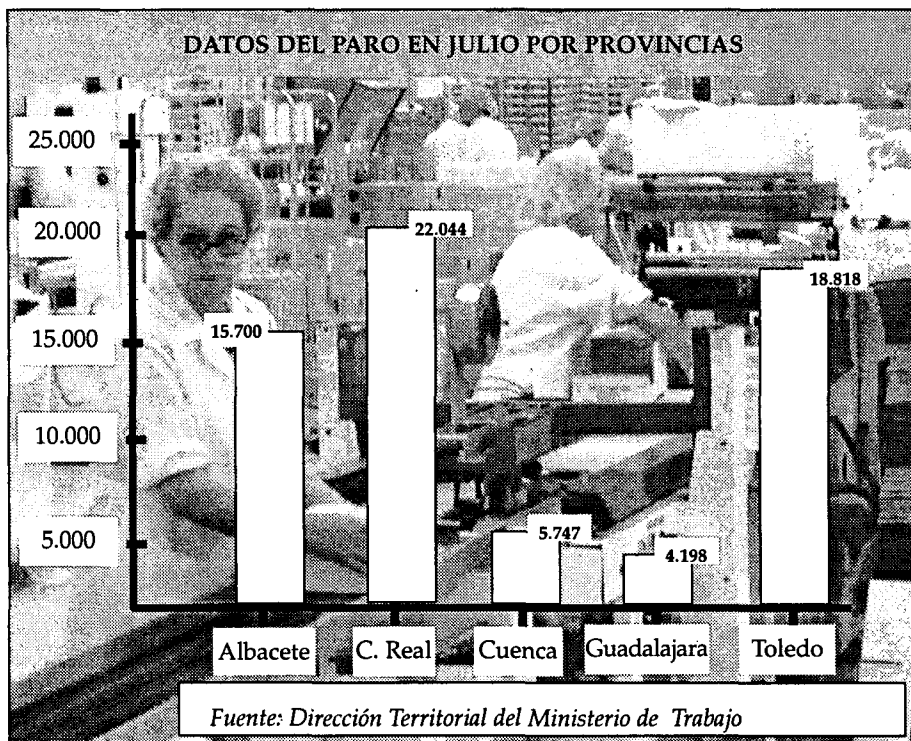 DATOS DEL PARO EN JULIO POR PROVINCIAS
25.000
20.000
15.000
10.000
5.000
15.700
22.044
5.747
4.198
18.818
Albacete
C. Real
Cuenca
Guadalajara
Toledo
Fuente: Dirección Territorial del Ministerio de Trabajo